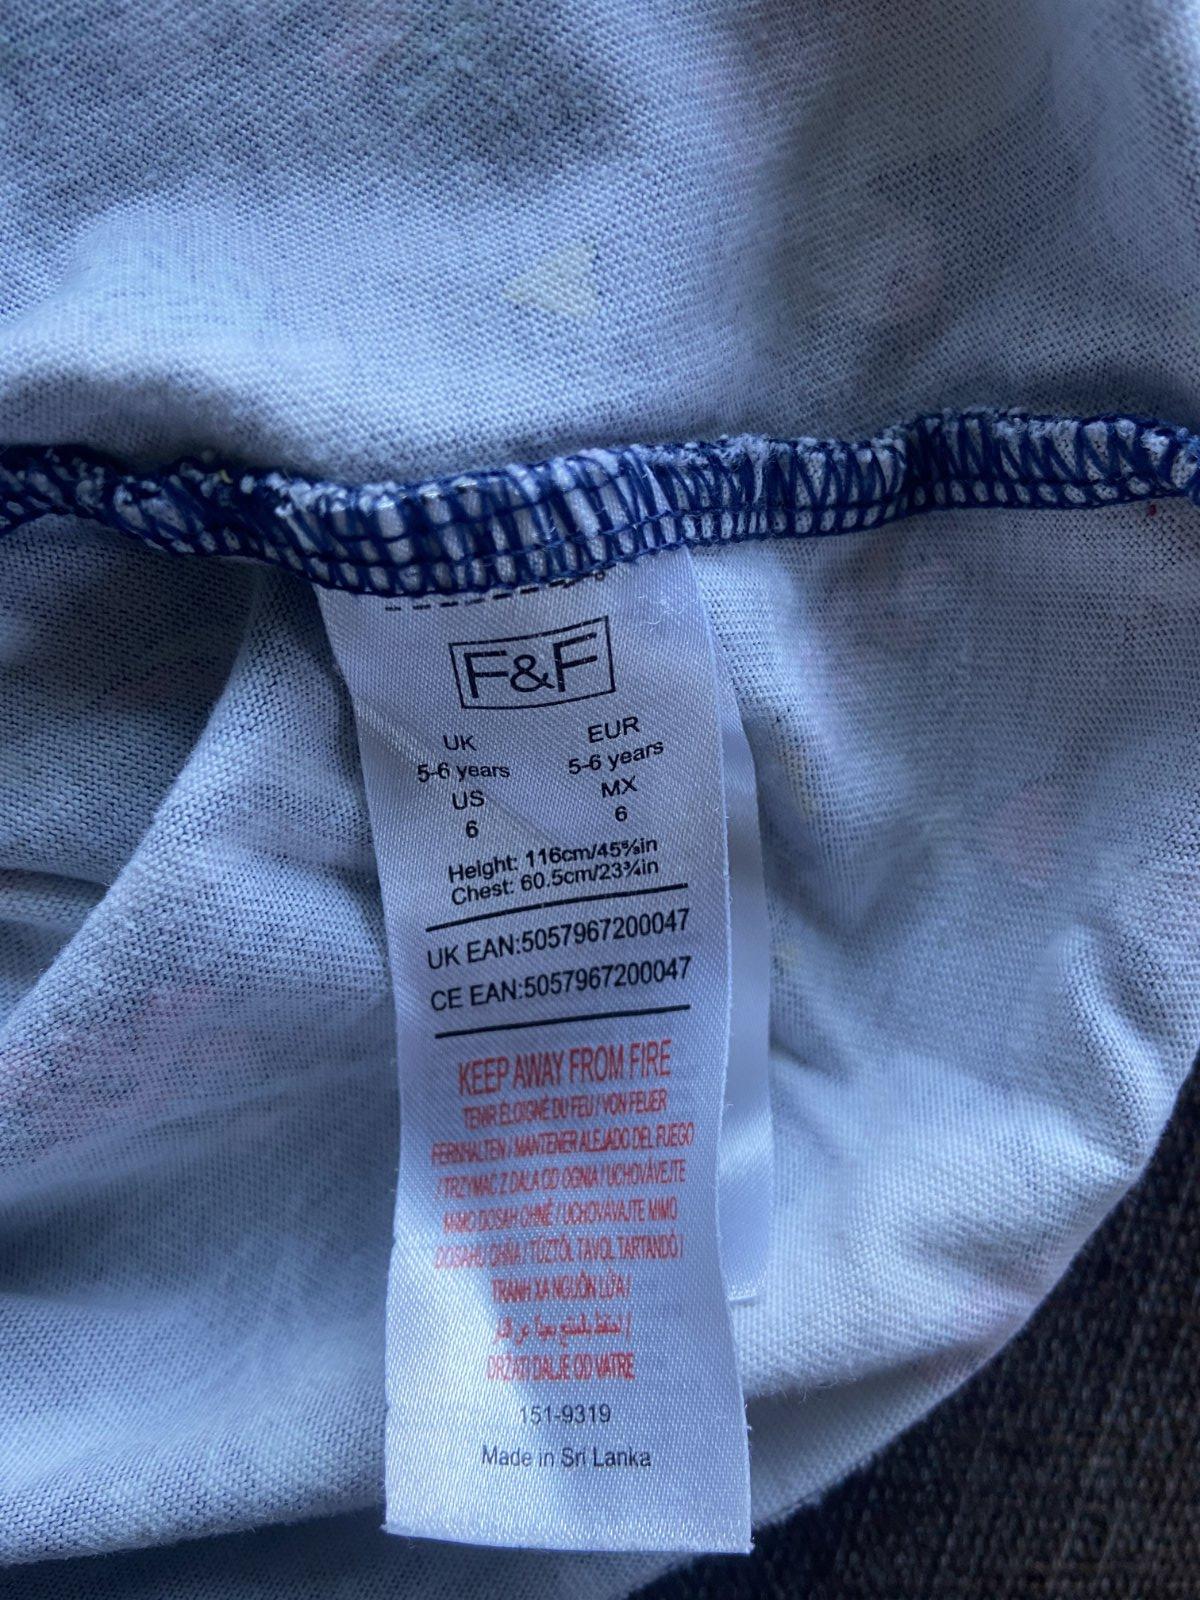 F&F
UK EUR
5-6 years 5-6 years
US MX
6 6
Height: 116cm/45⅝in
Chest: 60.5cm/23¾in
UK EAN:5057967200047
CE EAN:5057967200047
KEEP AWAY FROM FIRE
TENIR ÉLOIGNÉ DU FEU / VON FEUER
FERNHALTEN / MANTENER ALEJADO DEL FUEGO
/ TRZYMAĆ Z DALA OD OGNIA / UCHOVÁVEJTE
MIMO DOSAH OHNĚ / UCHOVÁVAJTE MIMO
DOSAHU OHŇA / TŰZTŐL TÁVOL TARTANDÓ /
TRÁNH XA NGUỒN LỬA /
DRŽATI DALJE OD VATRE
151-9319
Made in Sri Lanka